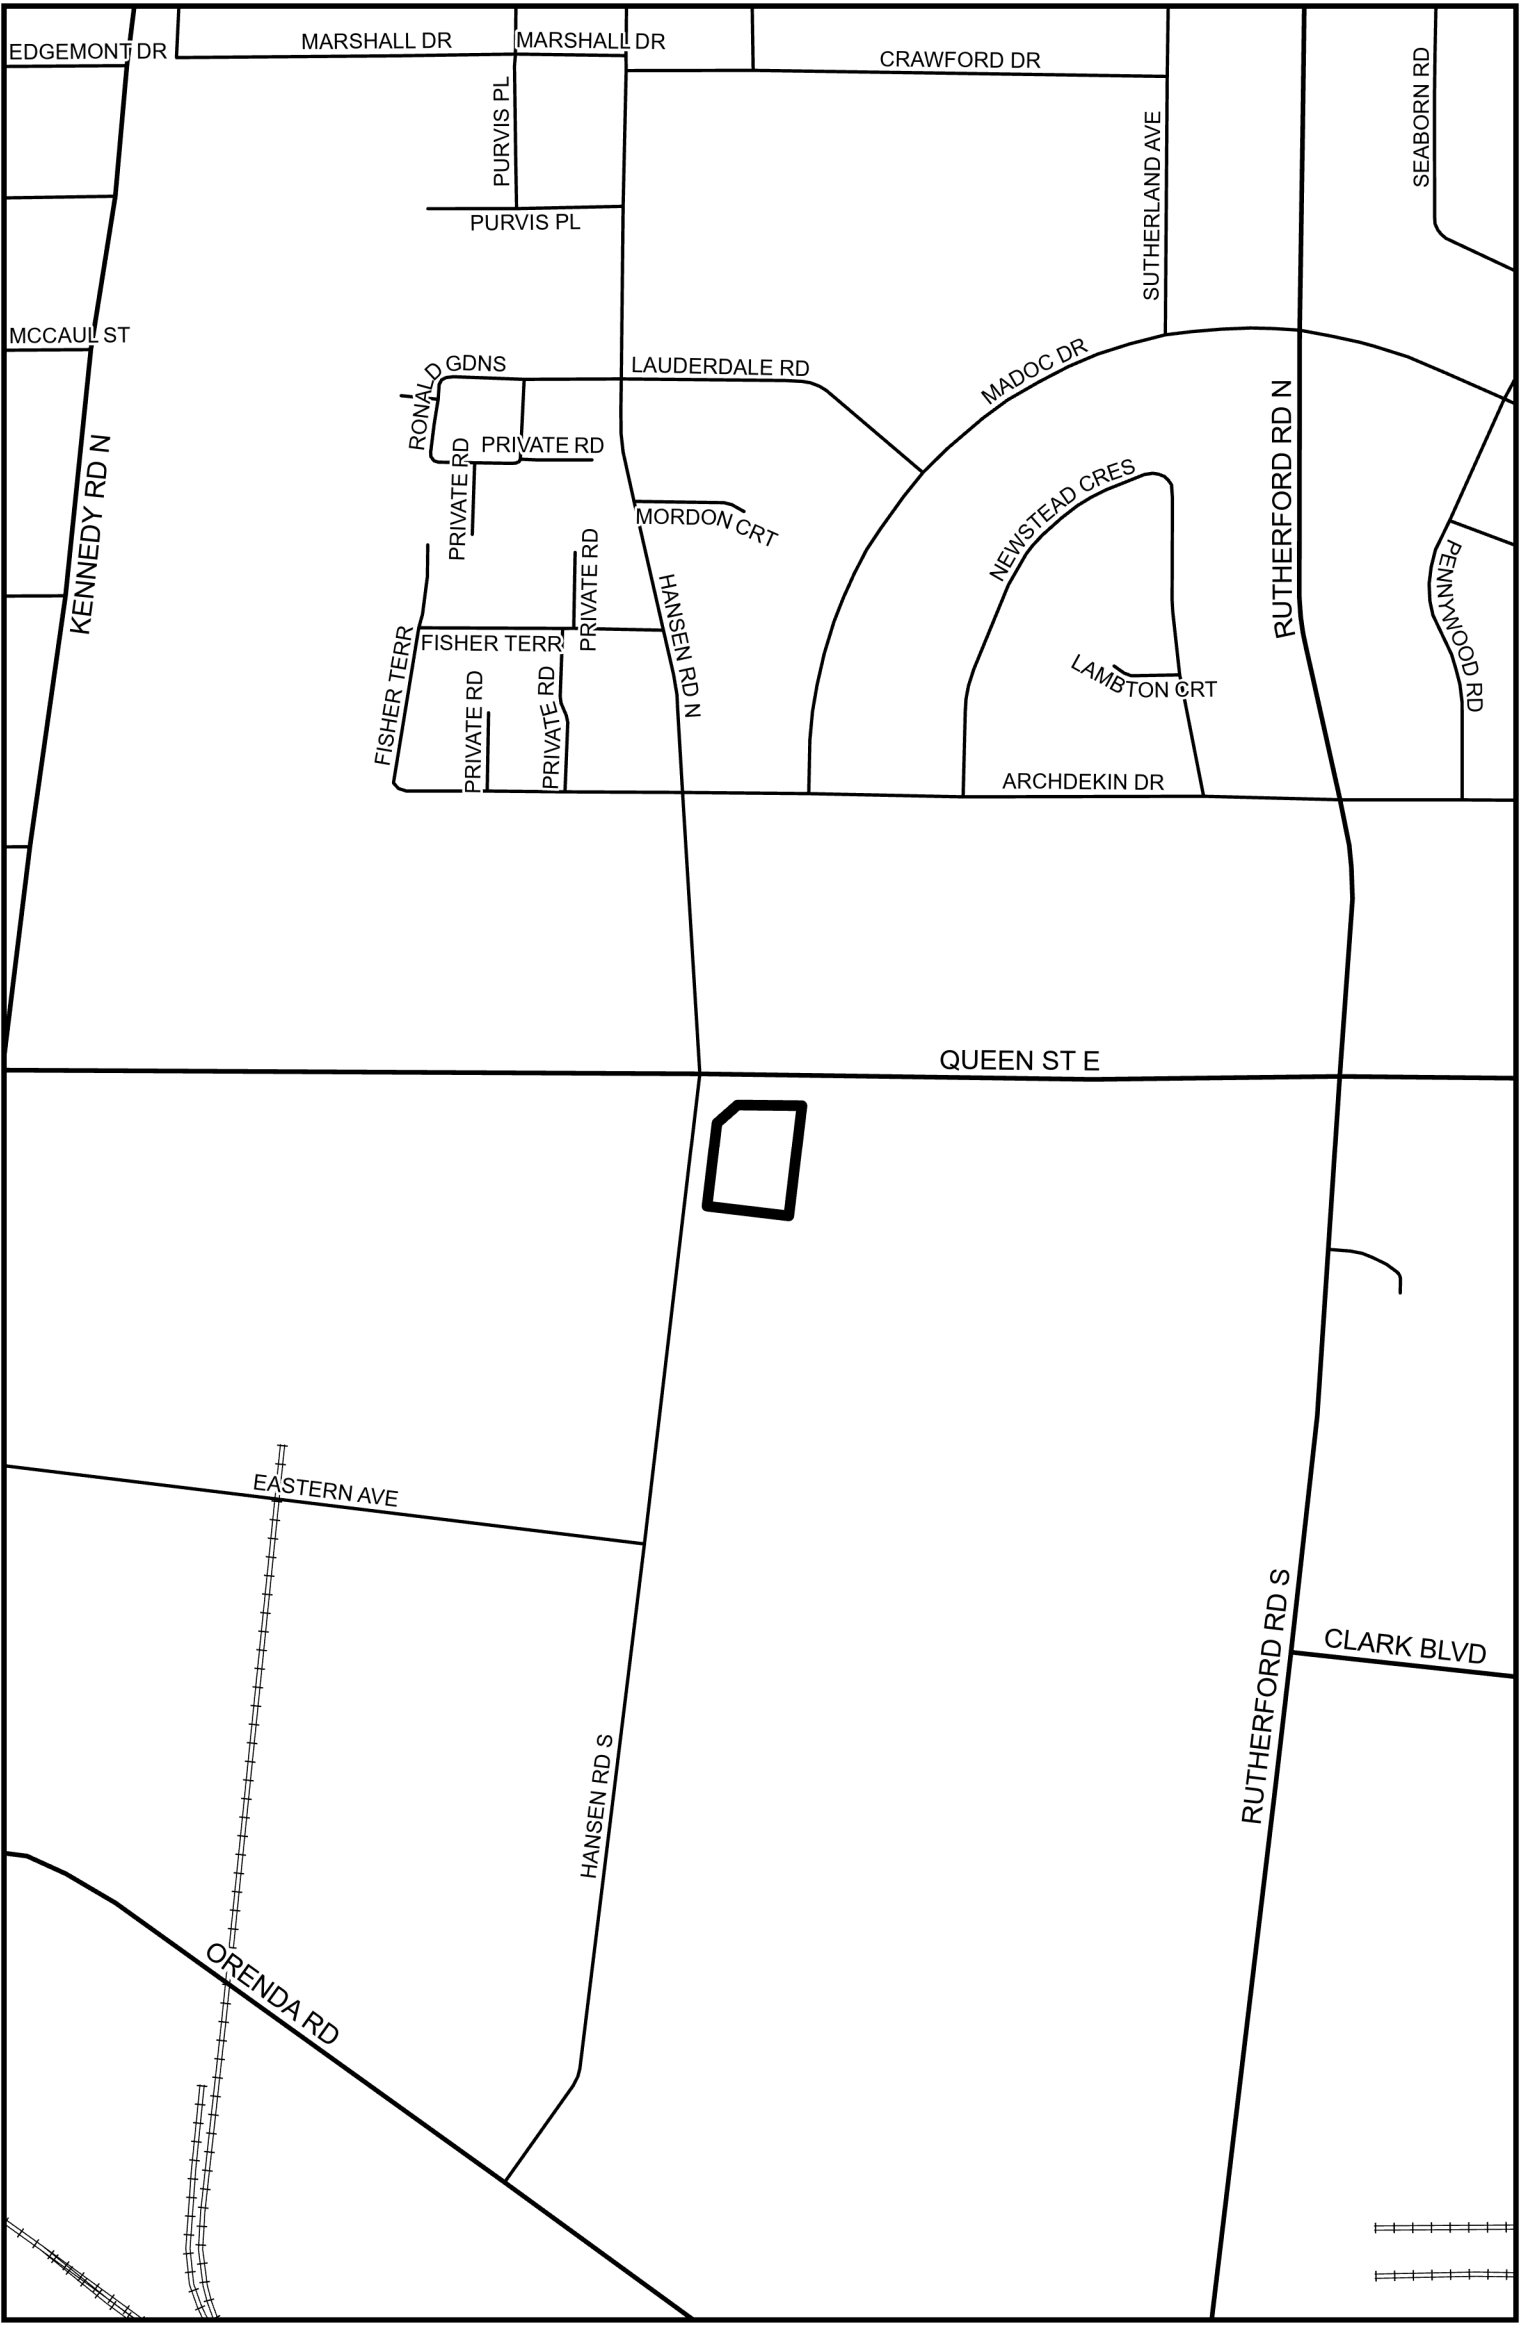 EDGEMONT DR
MARSHALL DR
MARSHALL DR
CRAWFORD DR
SEABORN RD
PURVIS PL
SUTHERLAND AVE
PURVIS PL
MCCAUL ST
RONALD GDNS
LAUDERDALE RD
MADOC DR
KENNEDY RD N
PRIVATE RD
PRIVATE RD
RUTHERFORD RD N
NEWSTEAD CRES
MORDON CRT
PRIVATE RD
HANSEN RD N
PENNYWOOD RD
FISHER TERR
FISHER TERR
LAMBTON CRT
PRIVATE RD
PRIVATE RD
ARCHDEKIN DR
QUEEN ST E
EASTERN AVE
RUTHERFORD RD S
CLARK BLVD
HANSEN RD S
ORENDA RD